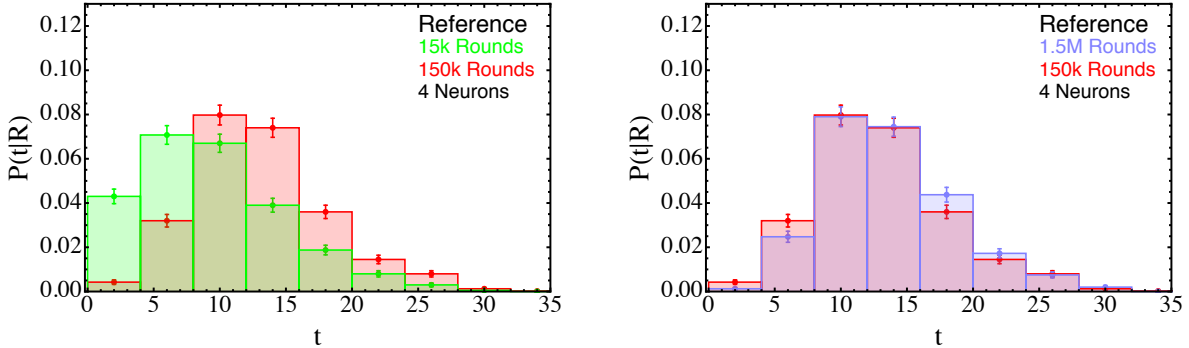 0.12
Reference
15k Rounds
150k Rounds
4 Neurons
0.10
0.08
P(t|R)
0.06
0.04
0.02
0.00
0 5 10 15 20 25 30 35
t
0.12
Reference
1.5M Rounds
150k Rounds
4 Neurons
0.10
0.08
P(t|R)
0.06
0.04
0.02
0.00
0 5 10 15 20 25 30 35
t